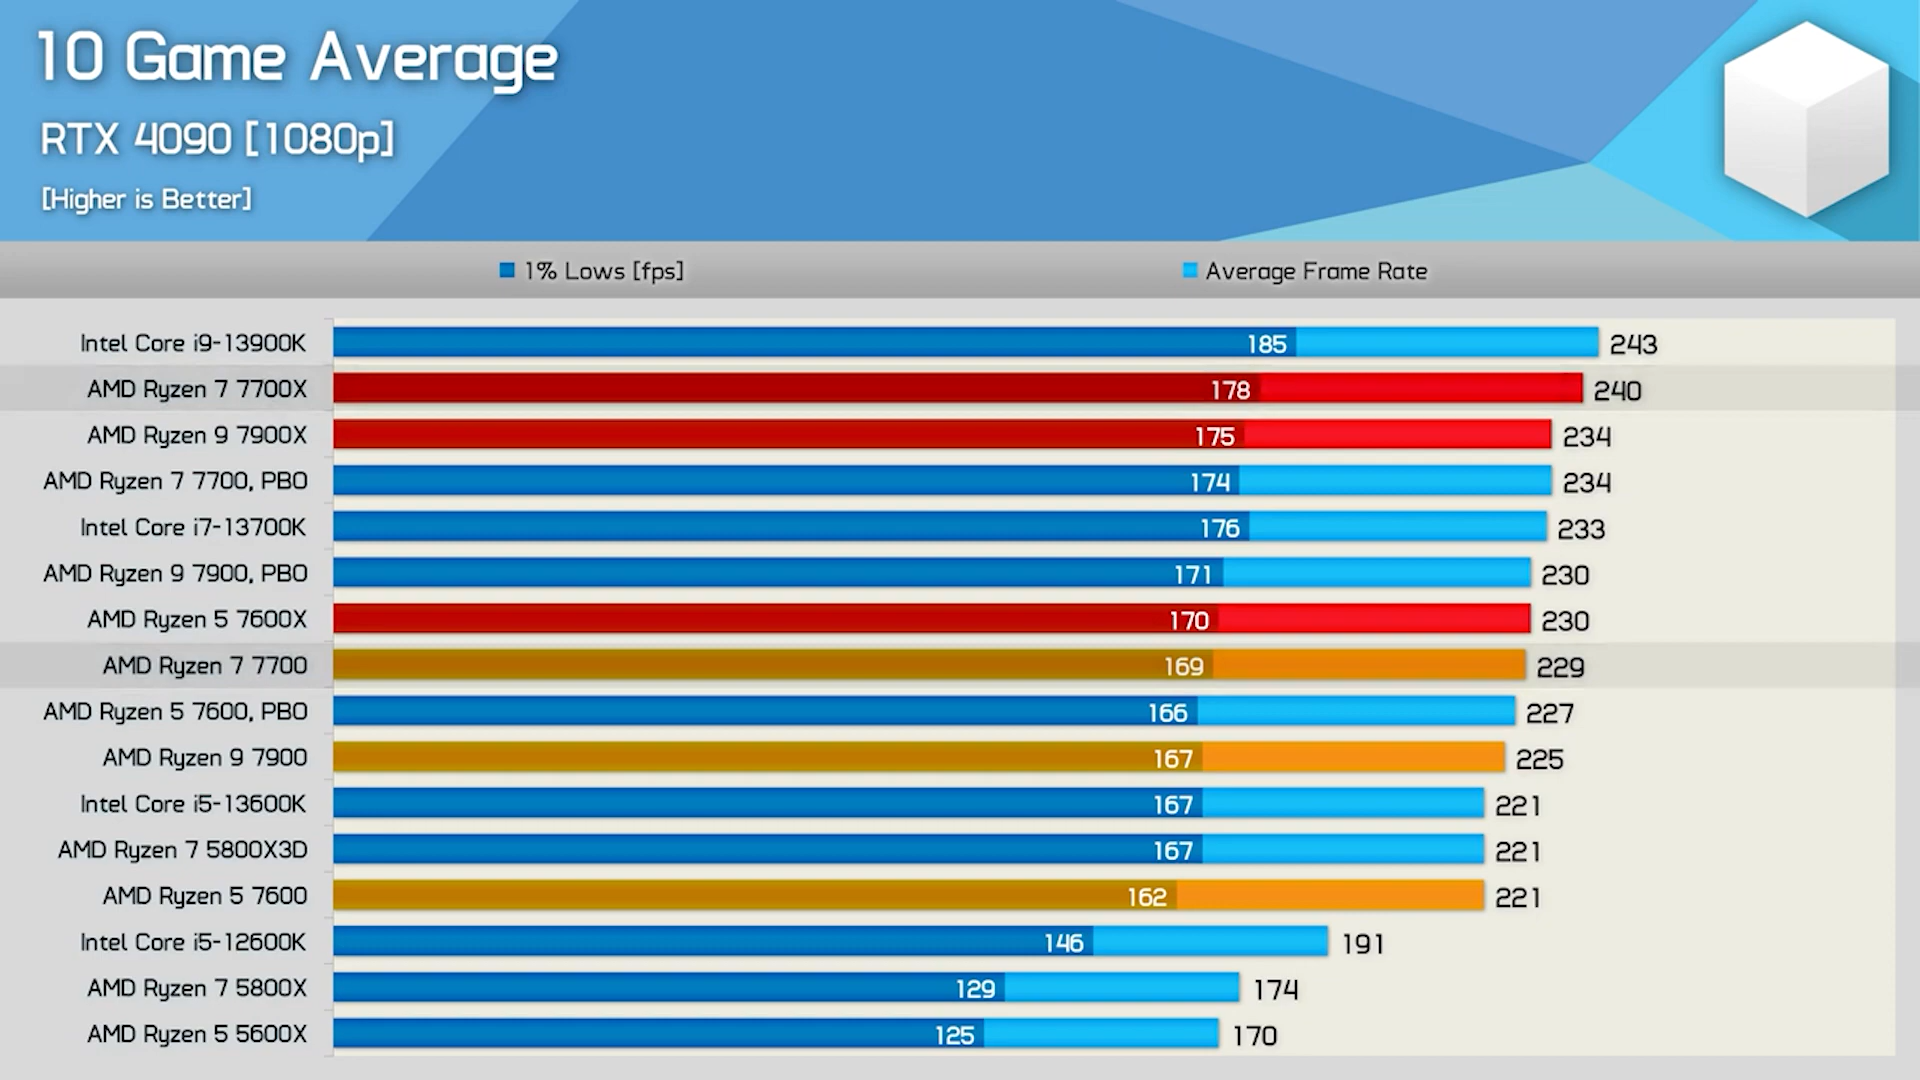 10 Game Average
RTX 4090 [1080p]
[Higher is Better]
1% Lows [fps] Average Frame Rate
Intel Core i9-13900K 185 243
AMD Ryzen 7 7700X 178 240
AMD Ryzen 9 7900X 175 234
AMD Ryzen 7 7700, PBO 174 234
Intel Core i7-13700K 176 233
AMD Ryzen 9 7900, PBO 171 230
AMD Ryzen 5 7600X 170 230
AMD Ryzen 7 7700 169 229
AMD Ryzen 5 7600, PBO 166 227
AMD Ryzen 9 7900 167 225
Intel Core i5-13600K 167 221
AMD Ryzen 7 5800X3D 167 221
AMD Ryzen 5 7600 162 221
Intel Core i5-12600K 146 191
AMD Ryzen 7 5800X 129 174
AMD Ryzen 5 5600X 125 170